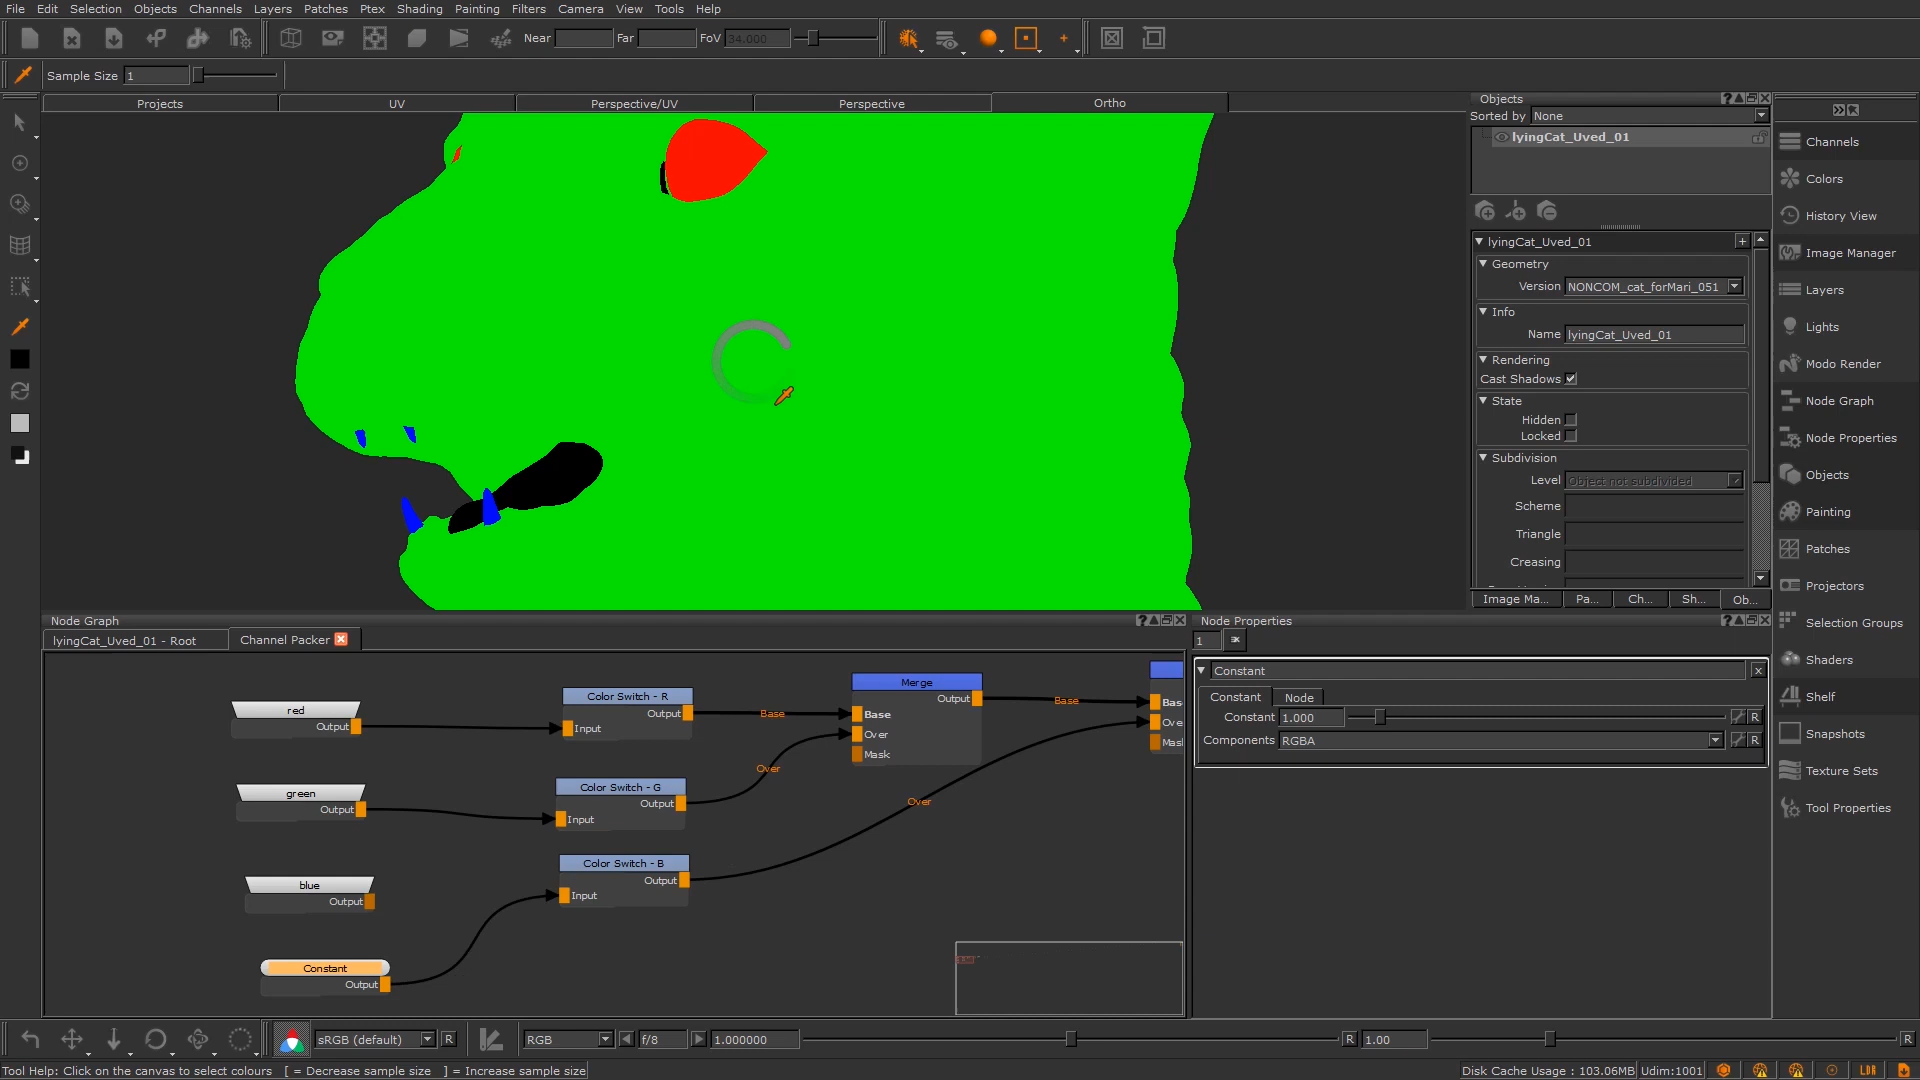 File Edit Selection Objects Channels Layers Patches Ptex Shading Painting Filters Camera View Tools Help
Near Far FoV 34.000
Sample Size 1
Projects UV Perspective/UV Perspective Ortho
Objects
Sorted by None
lyingCat_Uved_01
lyingCat_Uved_01
Geometry
Version NONCOM_cat_forMari_051
Info
Name lyingCat_Uved_01
Rendering
Cast Shadows
State
Hidden
Locked
Subdivision
Level Object not subdivided
Scheme
Triangle
Creasing
Image Ma... Pa... Ch... Sh... Ob...
Channels
Colors
History View
Image Manager
Layers
Lights
Modo Render
Node Graph
Node Properties
Objects
Painting
Patches
Projectors
Selection Groups
Shaders
Shelf
Snapshots
Texture Sets
Tool Properties
Node Graph
lyingCat_Uved_01 - Root Channel Packer
red
Output
green
Output
blue
Output
Constant
Output
Color Switch - R
Output
Input
Color Switch - G
Output
Input
Color Switch - B
Output
Input
Base
Over
Over
Merge
Output
Base
Over
Mask
Base
Bas
Ove
Mas
Node Properties
1
Constant
Constant Node
Constant 1.000 R
Components RGBA R
sRGB (default) R RGB f/8 1.000000 R 1.00 R
Tool Help: Click on the canvas to select colours [ = Decrease sample size ] = Increase sample size
Disk Cache Usage : 103.06MB Udim:1001 LDR